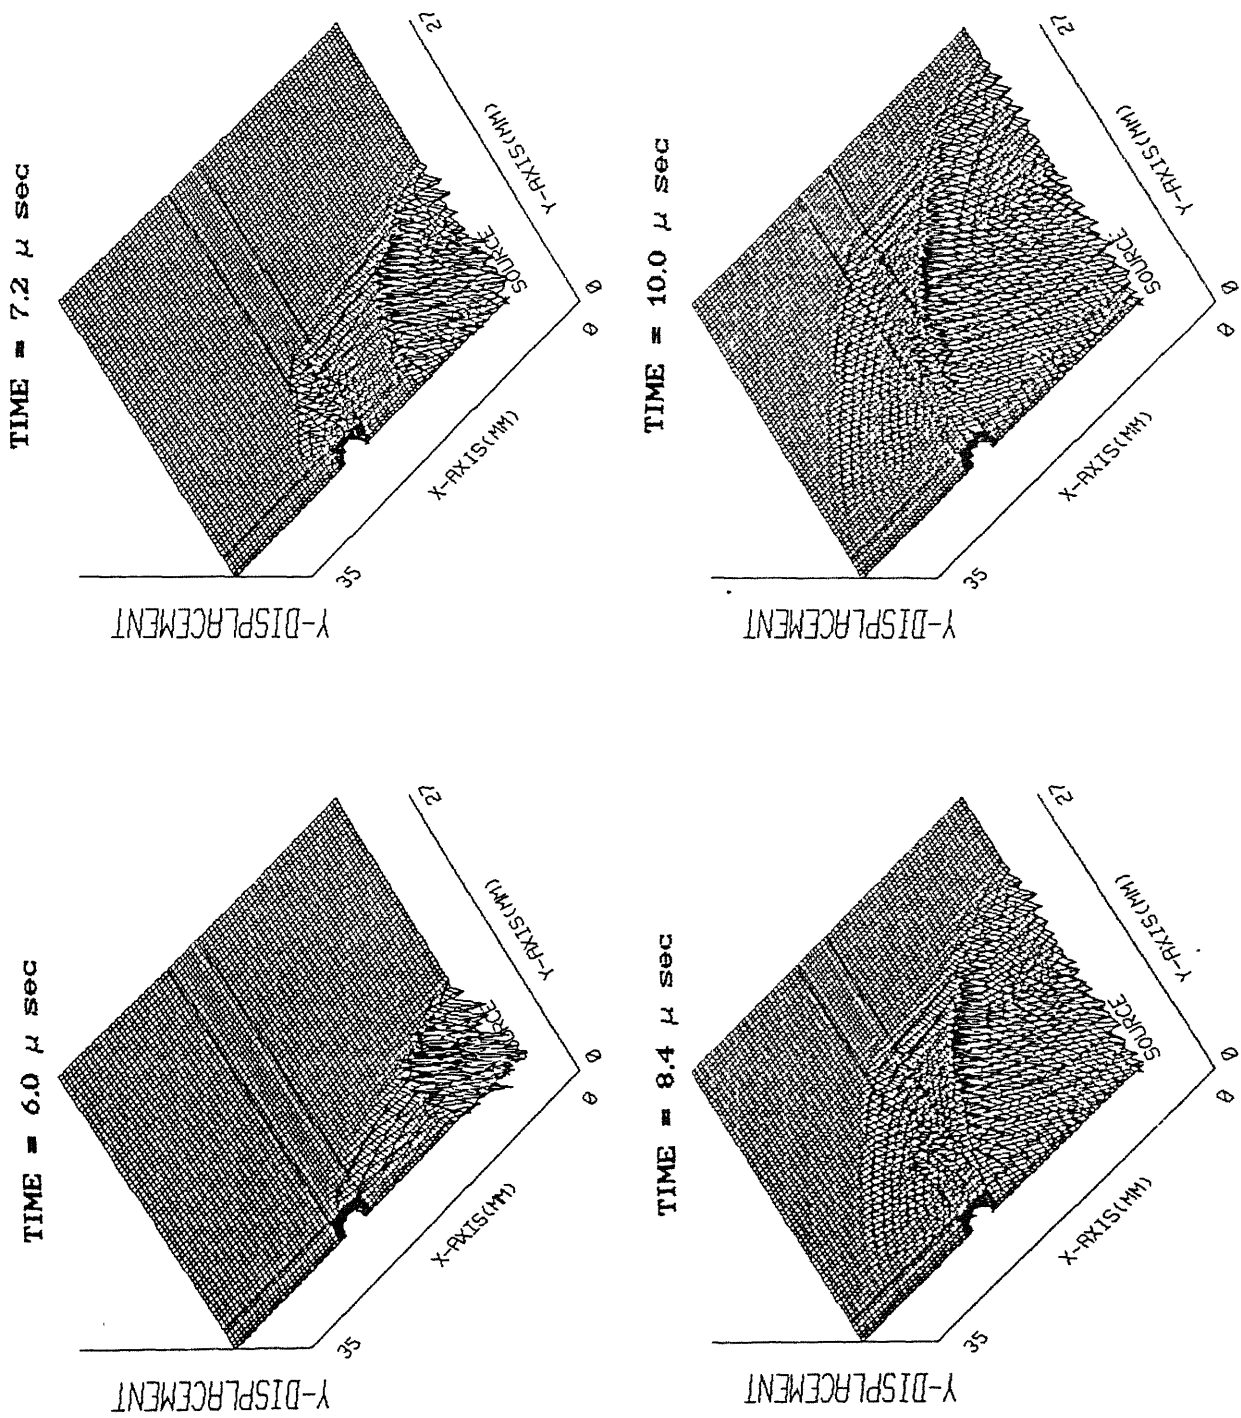 TIME = 6.0 μ sec
Y-DISPLACEMENT
35
X-AXIS(MM)
0
0
Y-AXIS(MM)
27
TIME = 7.2 μ sec
Y-DISPLACEMENT
35
X-AXIS(MM)
0
0
SOURCE
Y-AXIS(MM)
27
TIME = 8.4 μ sec
Y-DISPLACEMENT
35
X-AXIS(MM)
0
0
SOURCE
Y-AXIS(MM)
27
TIME = 10.0 μ sec
Y-DISPLACEMENT
35
X-AXIS(MM)
0
0
SOURCE
Y-AXIS(MM)
27